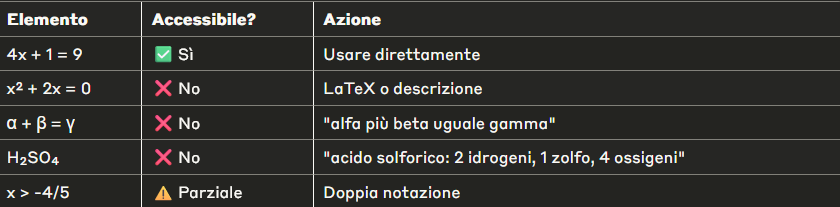 Elemento Accessibile? Azione
4x + 1 = 9 ✅ Sì Usare direttamente
x² + 2x = 0 ❌ No LaTeX o descrizione
α + β = γ ❌ No "alfa più beta uguale gamma"
H₂SO₄ ❌ No "acido solforico: 2 idrogeni, 1 zolfo, 4 ossigeni"
x > -4/5 ⚠️ Parziale Doppia notazione